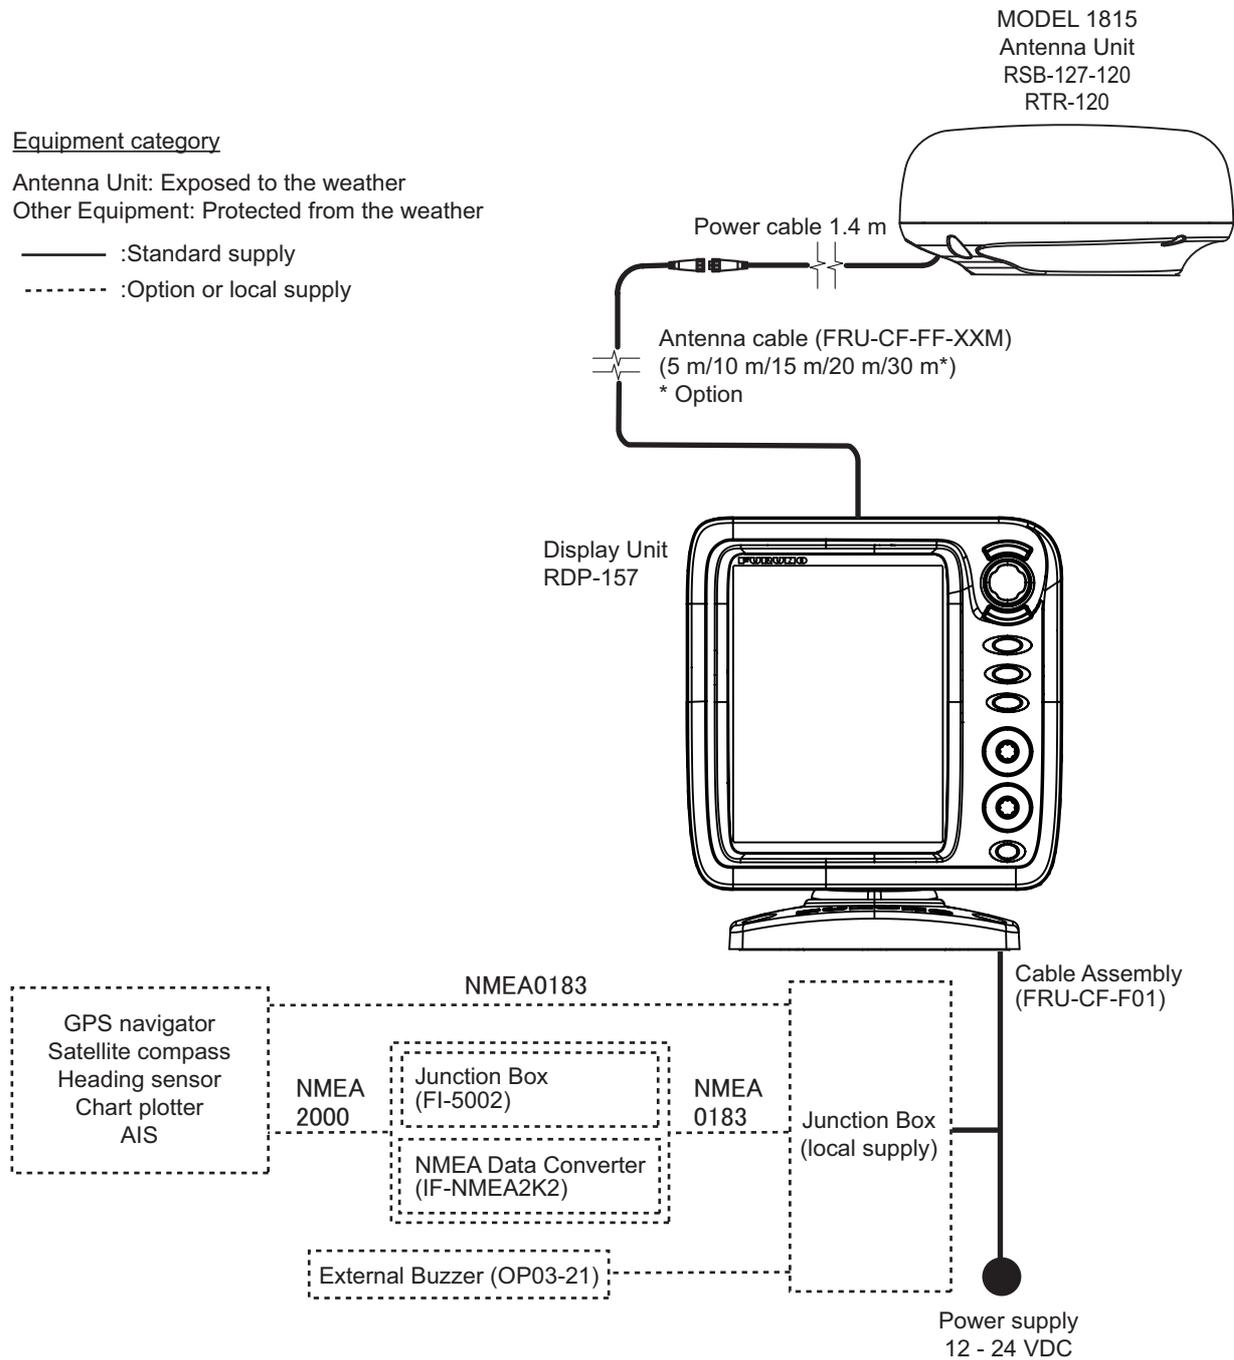 MODEL 1815
Antenna Unit
RSB-127-120
RTR-120
Equipment category
Antenna Unit: Exposed to the weather
Other Equipment: Protected from the weather
:Standard supply
:Option or local supply
Power cable 1.4 m
Antenna cable (FRU-CF-FF-XXM)
(5 m/10 m/15 m/20 m/30 m*)
* Option
Display Unit
RDP-157
FURUNO
Cable Assembly
(FRU-CF-F01)
NMEA0183
GPS navigator
Satellite compass
Heading sensor
Chart plotter
AIS
NMEA
2000
Junction Box
(FI-5002)
NMEA Data Converter
(IF-NMEA2K2)
NMEA
0183
Junction Box
(local supply)
External Buzzer (OP03-21)
Power supply
12 - 24 VDC